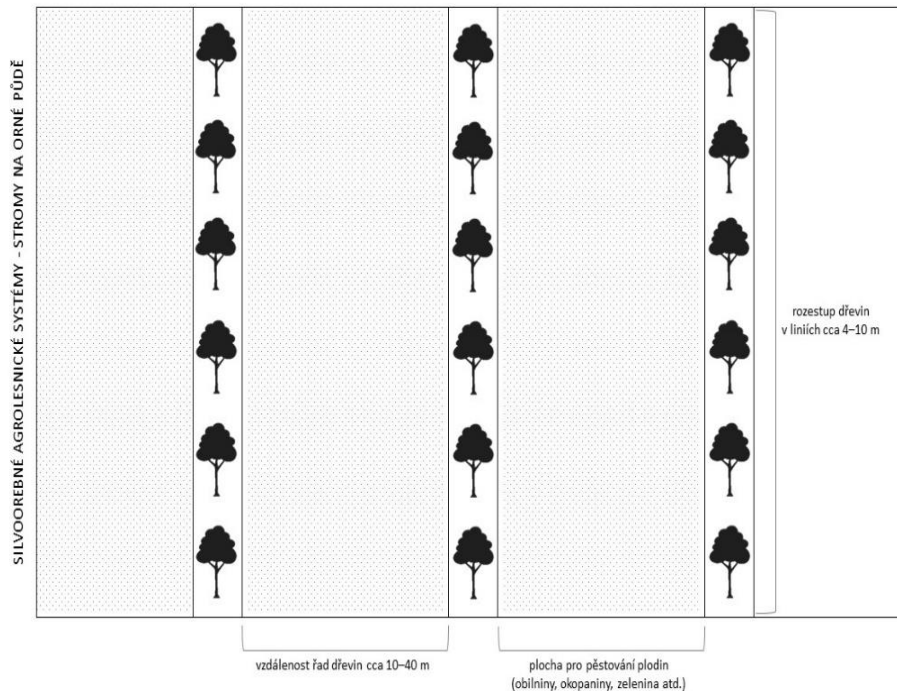 SILVOOREBNÉ AGROLESNICKÉ SYSTÉMY - STROMY NA ORNÉ PŮDĚ
rozestup dřevin
v liniích cca 4–10 m
vzdálenost řad dřevin cca 10–40 m
plocha pro pěstování plodin
(obilniny, okopaniny, zelenina atd.)